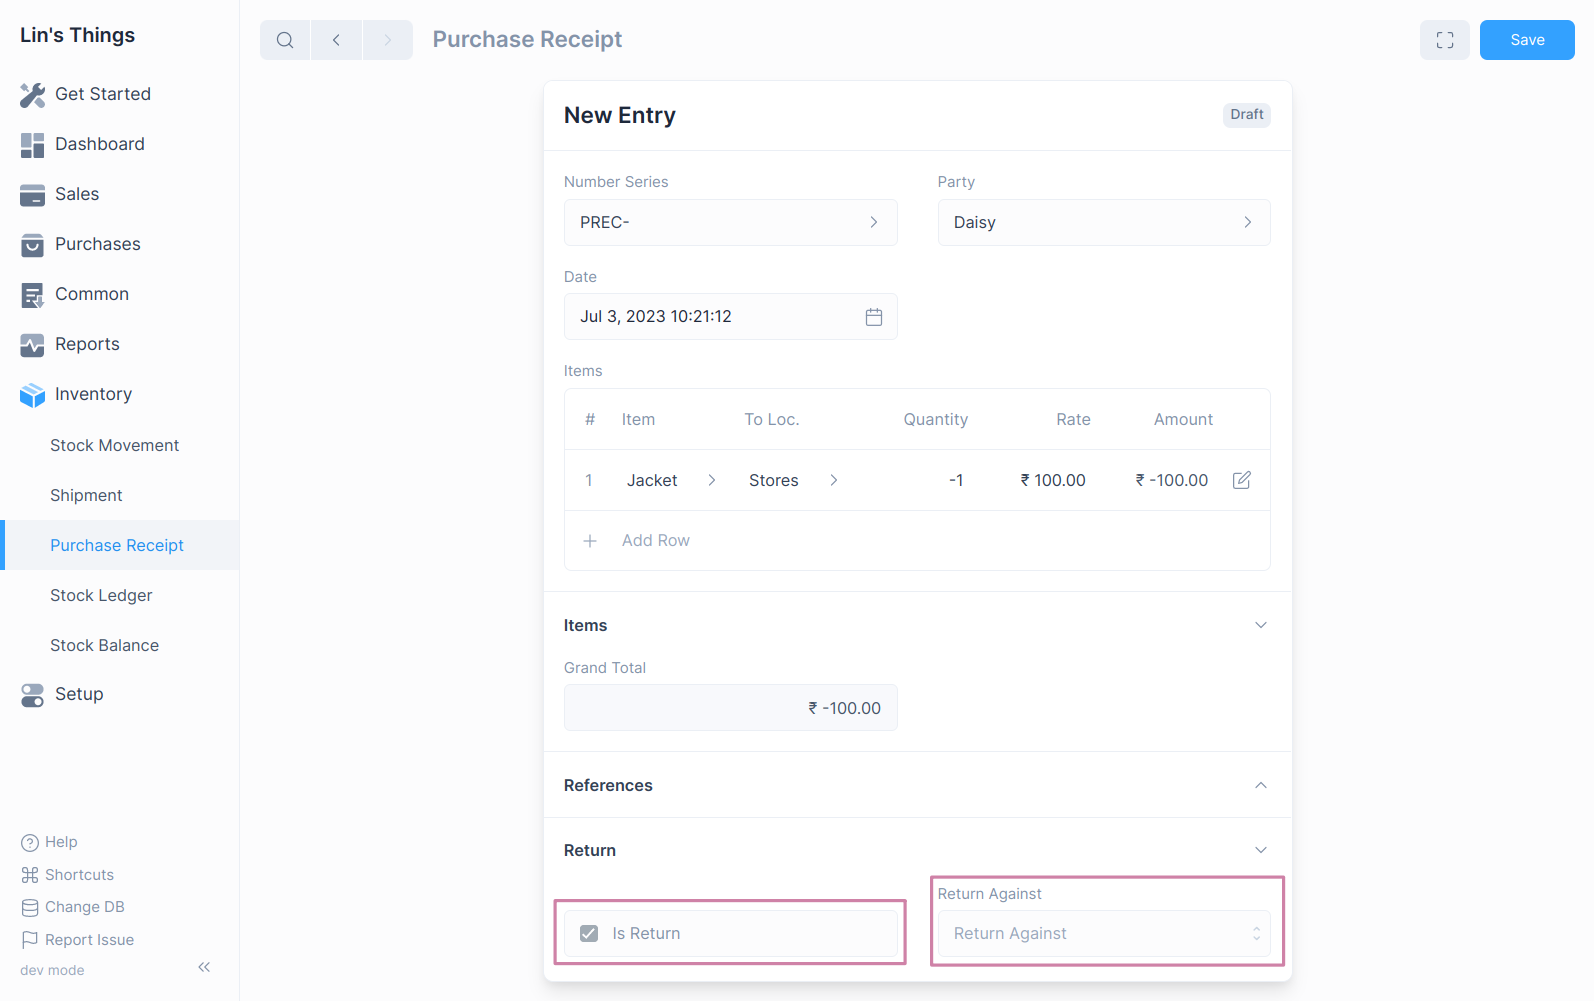 Lin's Things
Get Started
Dashboard
Sales
Purchases
Common
Reports
Inventory
Stock Movement
Shipment
Purchase Receipt
Stock Ledger
Stock Balance
Setup
Help
Shortcuts
Change DB
Report Issue
dev mode
Purchase Receipt
Save
New Entry
Draft
Number Series
Party
PREC-
Daisy
Date
Jul 3, 2023 10:21:12
Items
# Item To Loc. Quantity Rate Amount
1 Jacket Stores -1 ₹ 100.00 ₹ -100.00
Add Row
Items
Grand Total
₹ -100.00
References
Return
Return Against
Is Return
Return Against